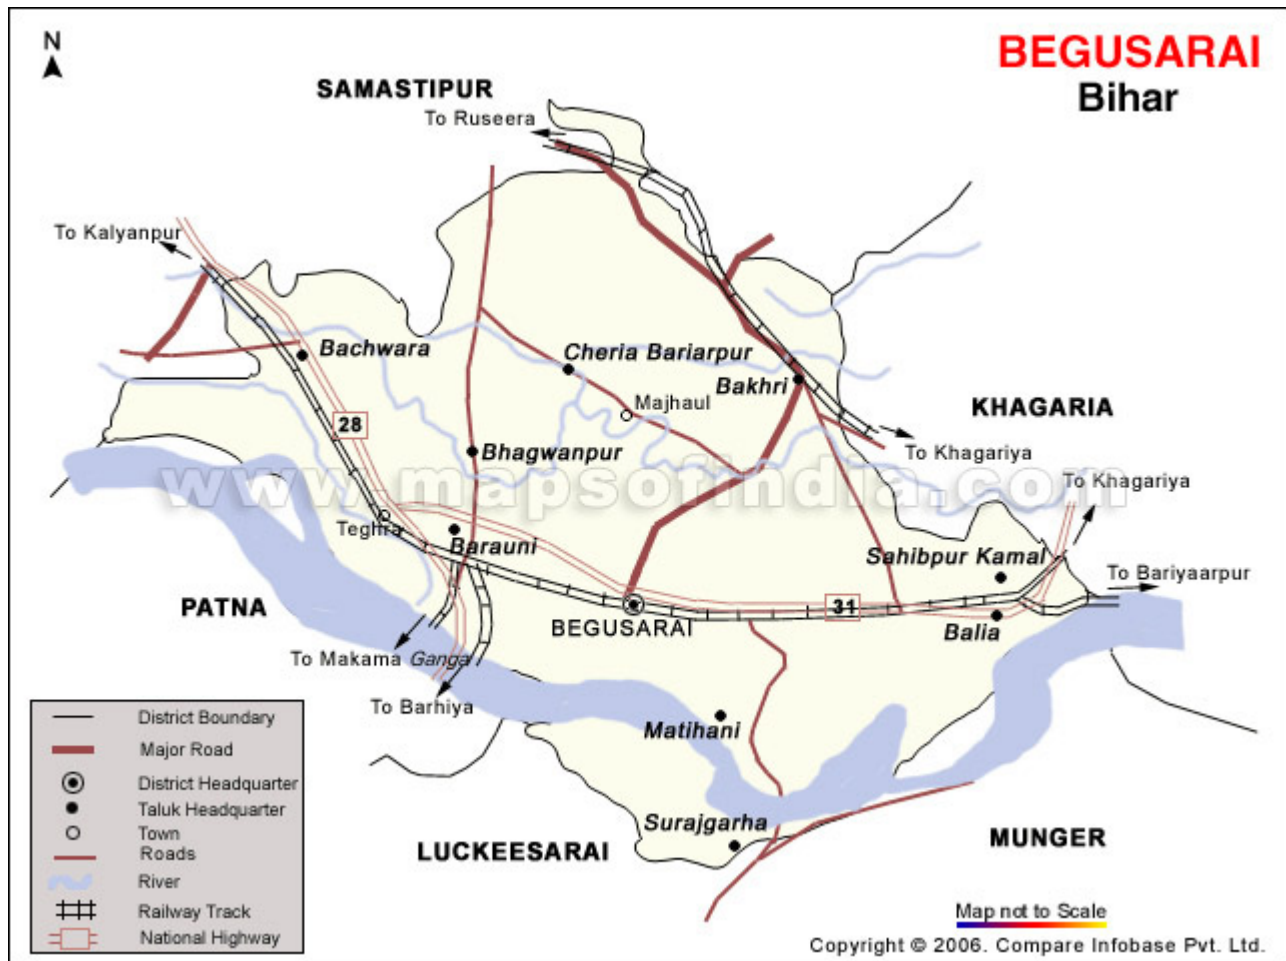 N
BEGUSARAI
Bihar
SAMASTIPUR
To Ruseera
To Kalyanpur
Bachwara
Cheria Bariarpur
Bakhri
Majhaul
KHAGARIA
28
Bhagwanpur
To Khagariya
www.mapsofindia.com
To Khagariya
Teghra
Barauni
Sahibpur Kamal
To Bariyaarpur
PATNA
31
BEGUSARAI
Balia
To Makama Ganga
To Barhiya
Matihani
Surajgarha
LUCKEESARAI
MUNGER
District Boundary
Major Road
District Headquarter
Taluk Headquarter
Town
Roads
River
Railway Track
National Highway
Map not to Scale
Copyright © 2006. Compare Infobase Pvt. Ltd.